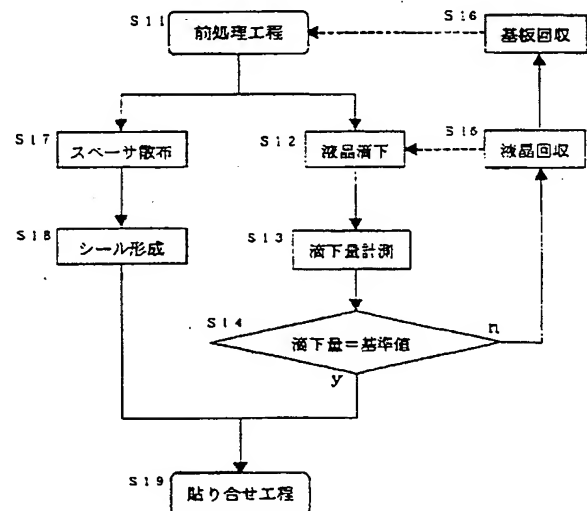 S11
前処理工程
S16
基板回収
S17
スペーサ散布
S12
液晶滴下
S15
液晶回収
S18
シール形成
S13
滴下量計測
S14
滴下量=基準値
n
y
S19
貼り合せ工程